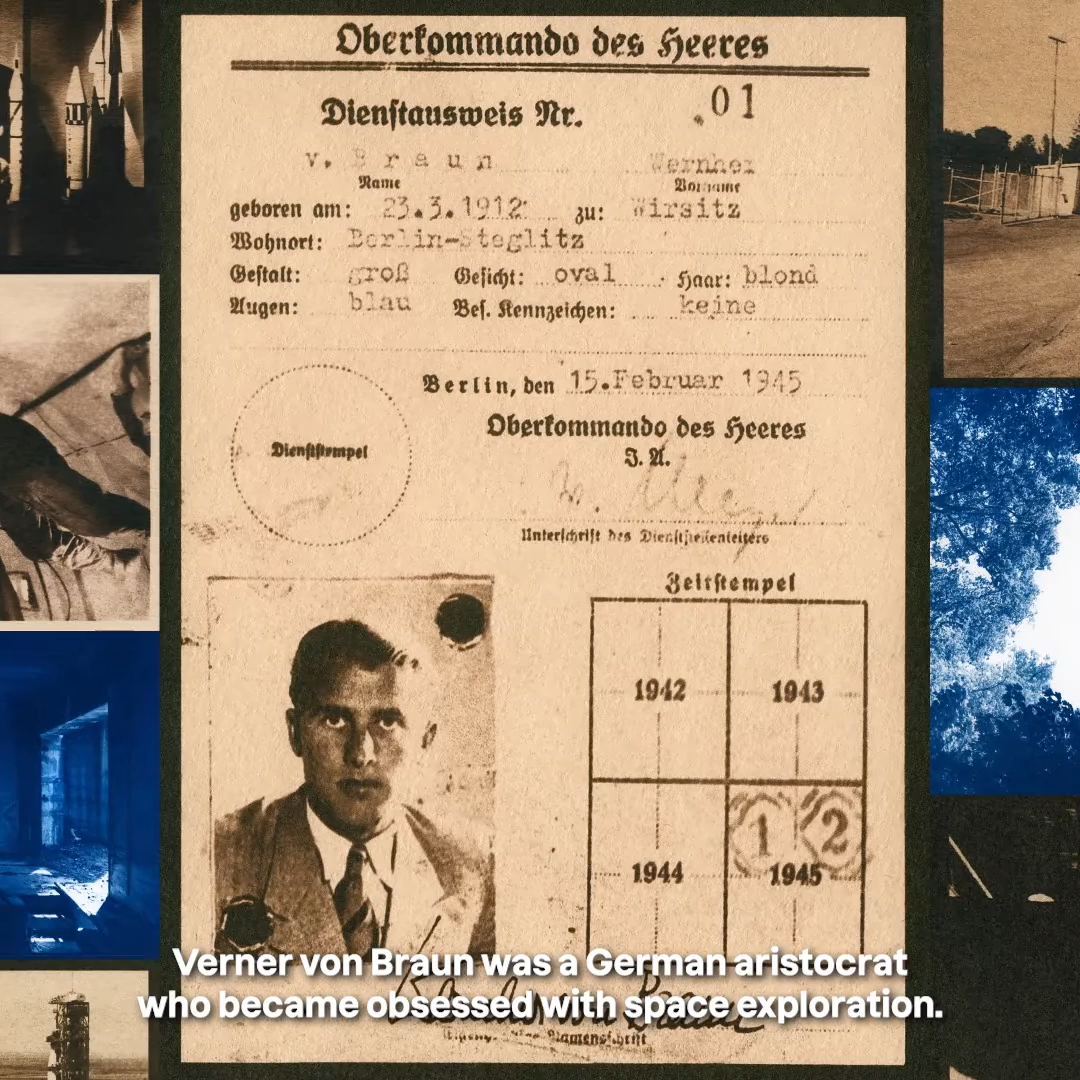 Oberkommando des Heeres
Dienstausweis Nr. 01
v. Braun Wernher
Name Vorname
geboren am: 23.3.1912 zu: Wirsitz
Wohnort: Berlin-Steglitz
Gestalt: groß Gesicht: oval Haar: blond
Augen: blau Bes. Kennzeichen: keine
Berlin, den 15.Februar 1945
Oberkommando des Heeres
I. A.
Dienststempel
Unterschrift des Dienststellenleiters
Zeitstempel
1942 1943
1 2
1944 1945
Verner von Braun was a German aristocrat
who became obsessed with space exploration.